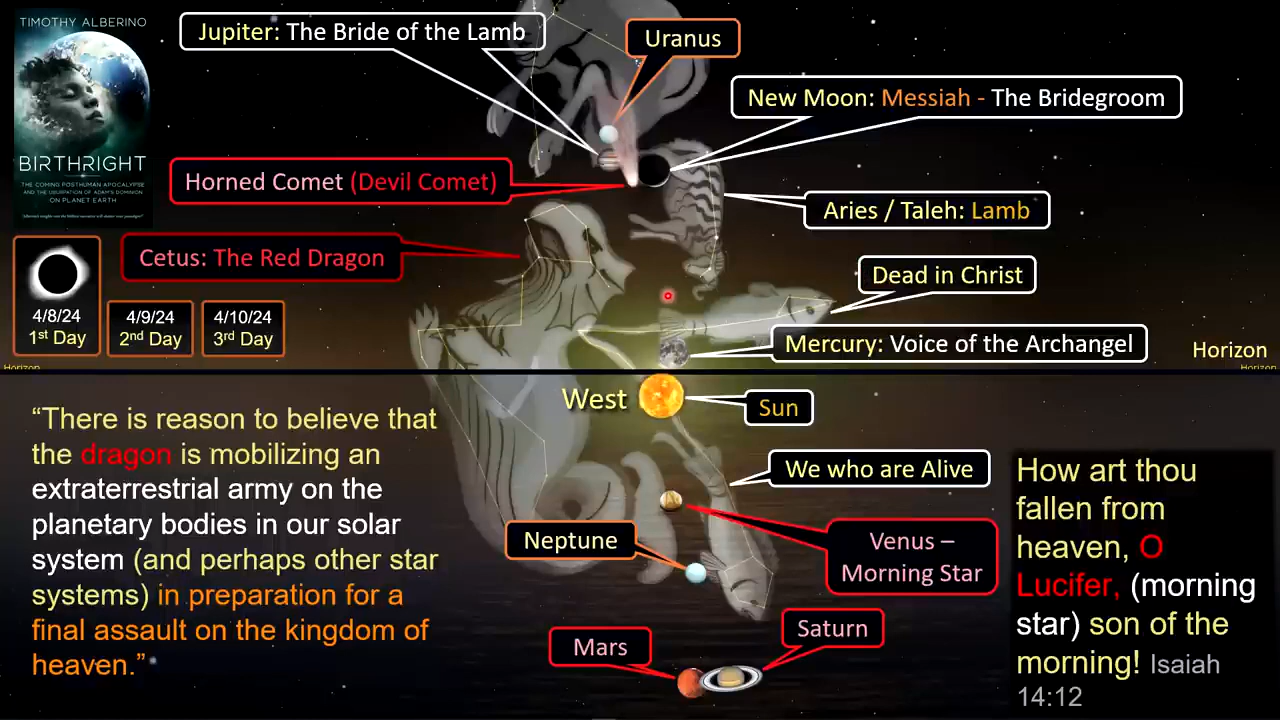 TIMOTHY ALBERINO
BIRTHRIGHT
THE COMING POSTHUMAN APOCALYPSE
AND THE USURPATION OF ADAM'S DOMINION
ON PLANET EARTH
Jupiter: The Bride of the Lamb
Uranus
New Moon: Messiah - The Bridegroom
Horned Comet (Devil Comet)
Aries / Taleh: Lamb
Cetus: The Red Dragon
Dead in Christ
4/8/24
1st Day
4/9/24
2nd Day
4/10/24
3rd Day
Mercury: Voice of the Archangel
Horizon
Horizon
Horizon
West
Sun
“There is reason to believe that
the dragon is mobilizing an
extraterrestrial army on the
planetary bodies in our solar
system (and perhaps other star
systems) in preparation for a
final assault on the kingdom of
heaven.”
We who are Alive
Neptune
Venus –
Morning Star
Mars
Saturn
How art thou
fallen from
heaven, O
Lucifer, (morning
star) son of the
morning! Isaiah
14:12